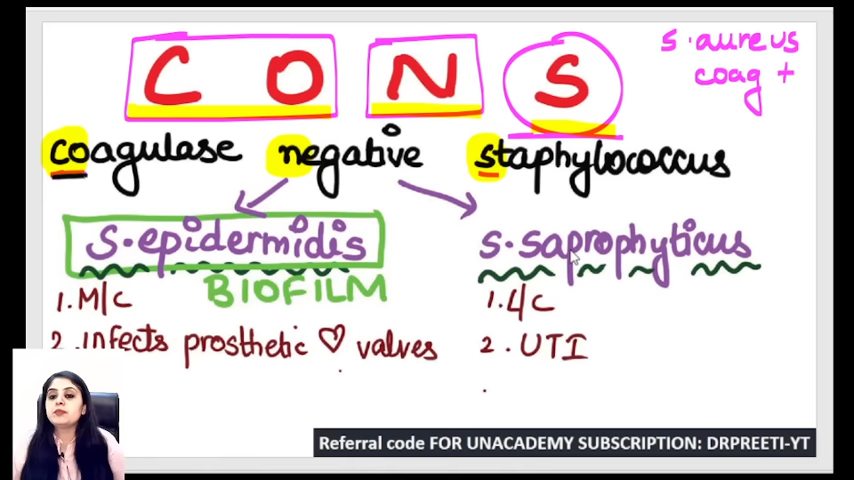 CONS
S. aureus
coag +
coagulase negative staphylococcus
S. epidermidis
S. saprophyticus
BIOFILM
1. M/C
1. L/C
2. infects prosthetic ♡ valves
2. UTI
Referral code FOR UNACADEMY SUBSCRIPTION: DRPREETI-YT